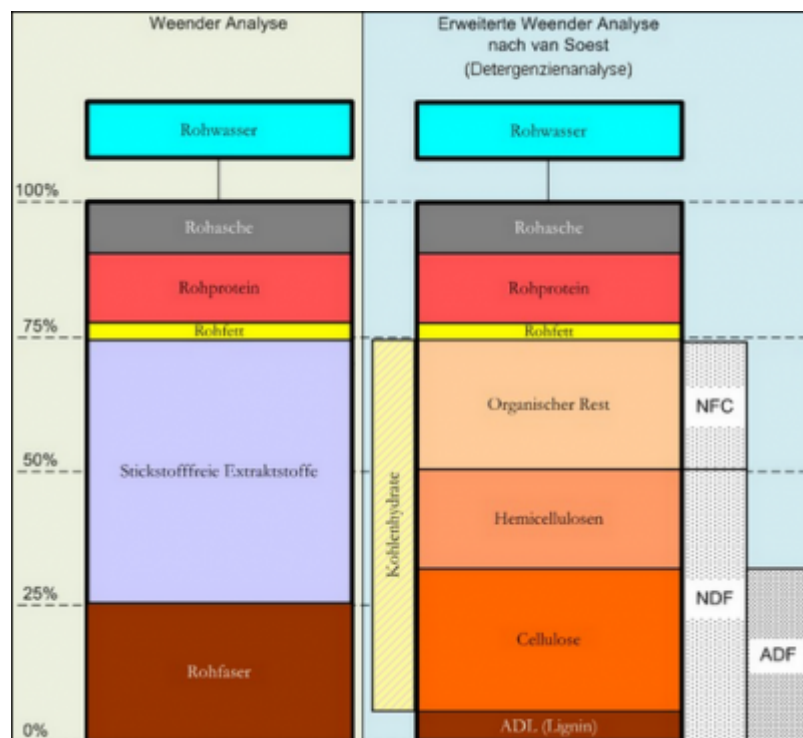 Weender Analyse
Erweiterte Weender Analyse
nach van Soest
(Detergenzienanalyse)
Rohwasser
Rohwasser
100%
Rohasche
Rohasche
Rohprotein
Rohprotein
75%
Rohfett
Rohfett
Organischer Rest
NFC
50%
Stickstofffreie Extraktstoffe
Hemicellulosen
Kohlenhydrate
25%
NDF
Cellulose
ADF
Rohfaser
0%
ADL (Lignin)